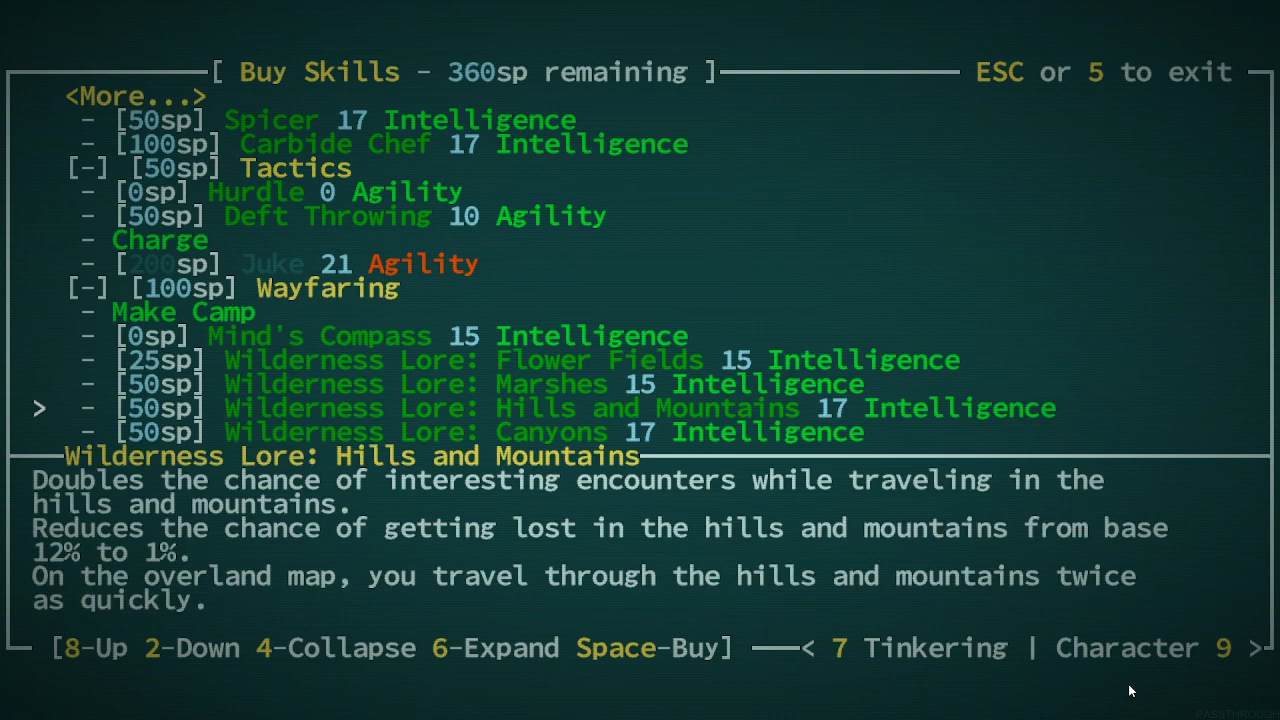 [ Buy Skills - 360sp remaining ] ESC or 5 to exit
<More...>
- [50sp] Spicer 17 Intelligence
- [100sp] Carbide Chef 17 Intelligence
[-] [50sp] Tactics
- [0sp] Hurdle 0 Agility
- [50sp] Deft Throwing 10 Agility
- Charge
- [200sp] Juke 21 Agility
[-] [100sp] Wayfaring
- Make Camp
- [0sp] Mind's Compass 15 Intelligence
- [25sp] Wilderness Lore: Flower Fields 15 Intelligence
- [50sp] Wilderness Lore: Marshes 15 Intelligence
> - [50sp] Wilderness Lore: Hills and Mountains 17 Intelligence
- [50sp] Wilderness Lore: Canyons 17 Intelligence
Wilderness Lore: Hills and Mountains
Doubles the chance of interesting encounters while traveling in the
hills and mountains.
Reduces the chance of getting lost in the hills and mountains from base
12% to 1%.
On the overland map, you travel through the hills and mountains twice
as quickly.
[8-Up 2-Down 4-Collapse 6-Expand Space-Buy] < 7 Tinkering | Character 9 >